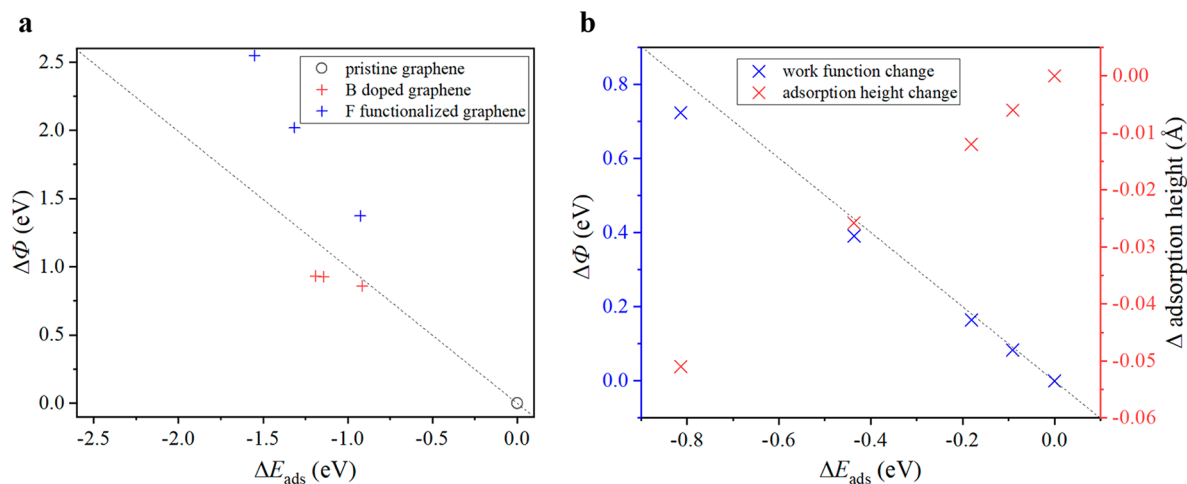 a
2.5
2.0
1.5
1.0
0.5
0.0
ΔΦ (eV)
pristine graphene
B doped graphene
F functionalized graphene
-2.5 -2.0 -1.5 -1.0 -0.5 0.0
ΔEads (eV)
b
0.8
0.6
0.4
0.2
0.0
ΔΦ (eV)
work function change
adsorption height change
0.00
-0.01
-0.02
-0.03
-0.04
-0.05
-0.06
Δ adsorption height (Å)
-0.8 -0.6 -0.4 -0.2 0.0
ΔEads (eV)